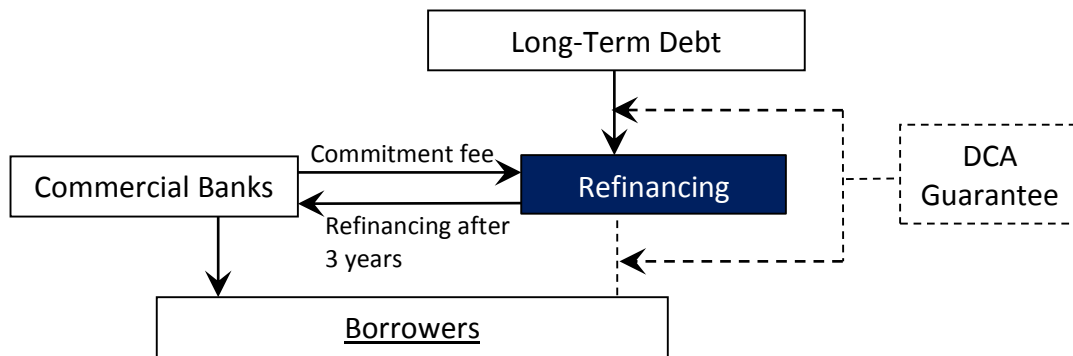 Long-Term Debt
Commitment fee
Commercial Banks
Refinancing
DCA
Guarantee
Refinancing after
3 years
Borrowers